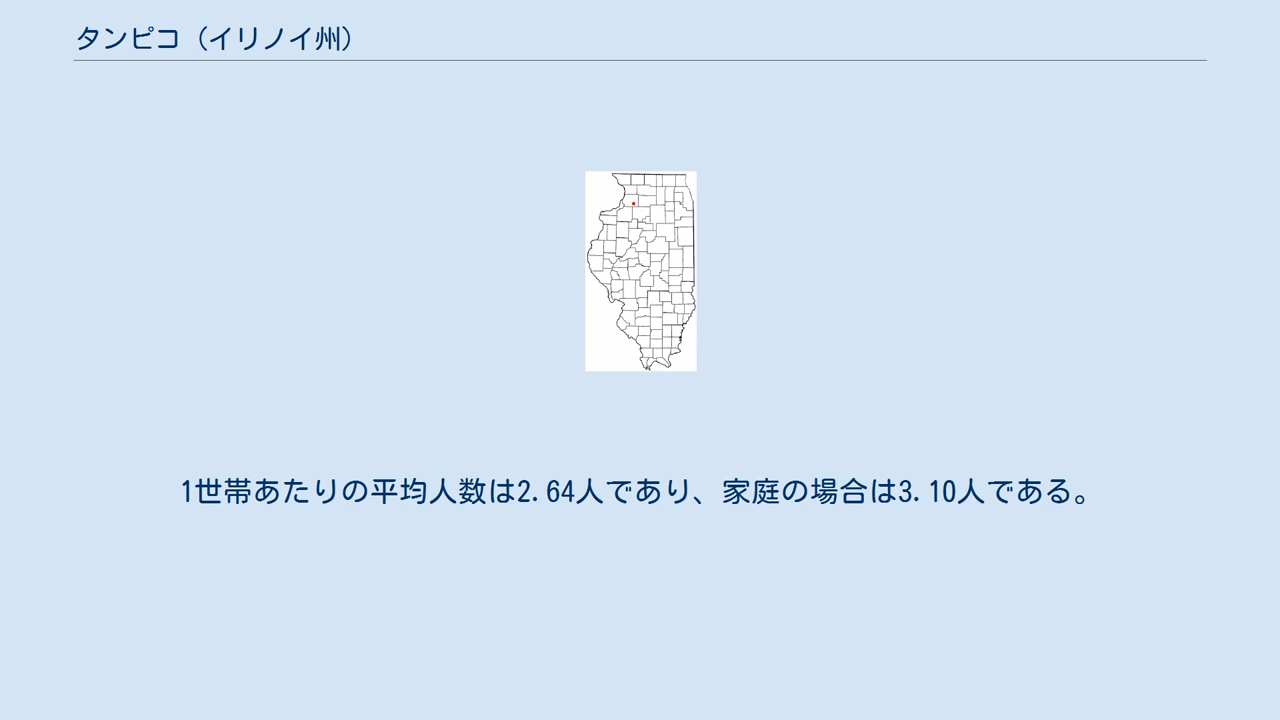 タンピコ（イリノイ州）
1世帯あたりの平均人数は2.64人であり、家庭の場合は3.10人である。